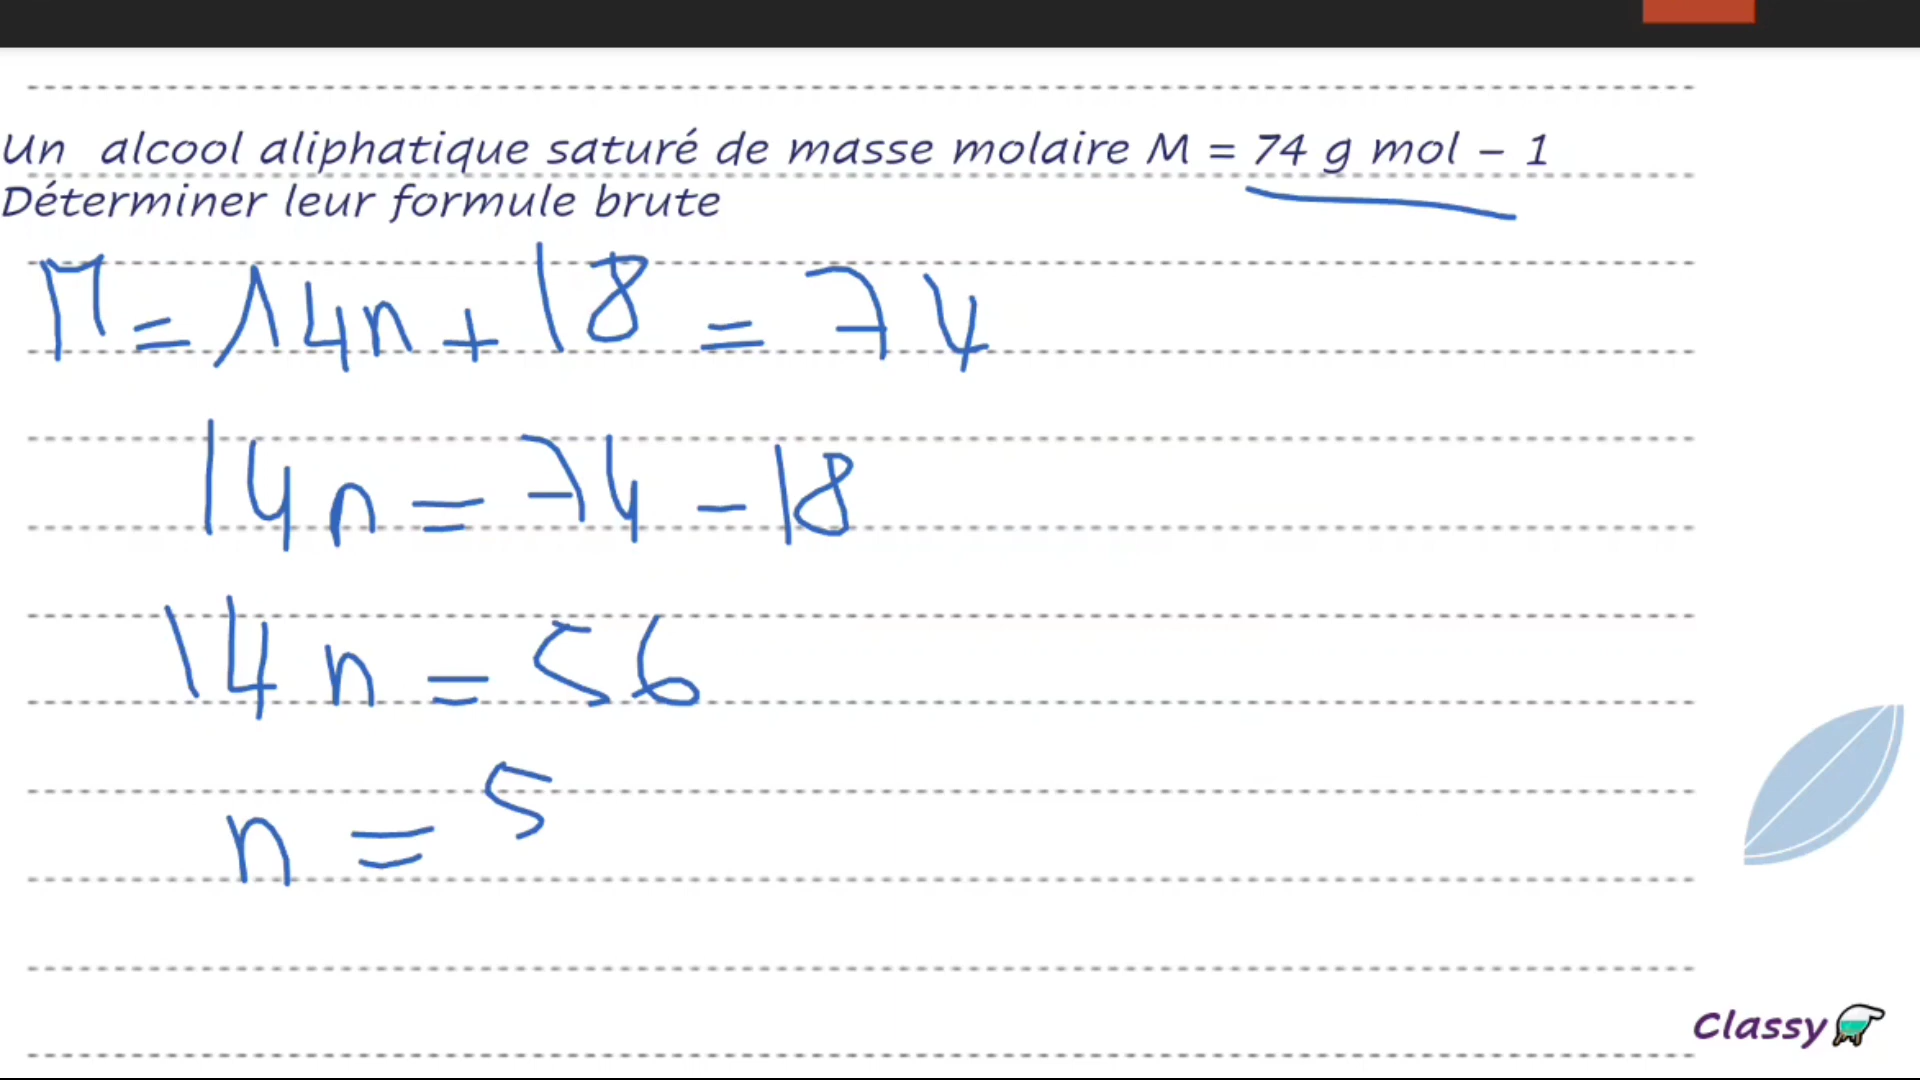 Un alcool aliphatique saturé de masse molaire M = 74 g mol – 1
Déterminer leur formule brute
M = 14n + 18 = 74
14n = 74 - 18
14n = 56
n = 5
Classy